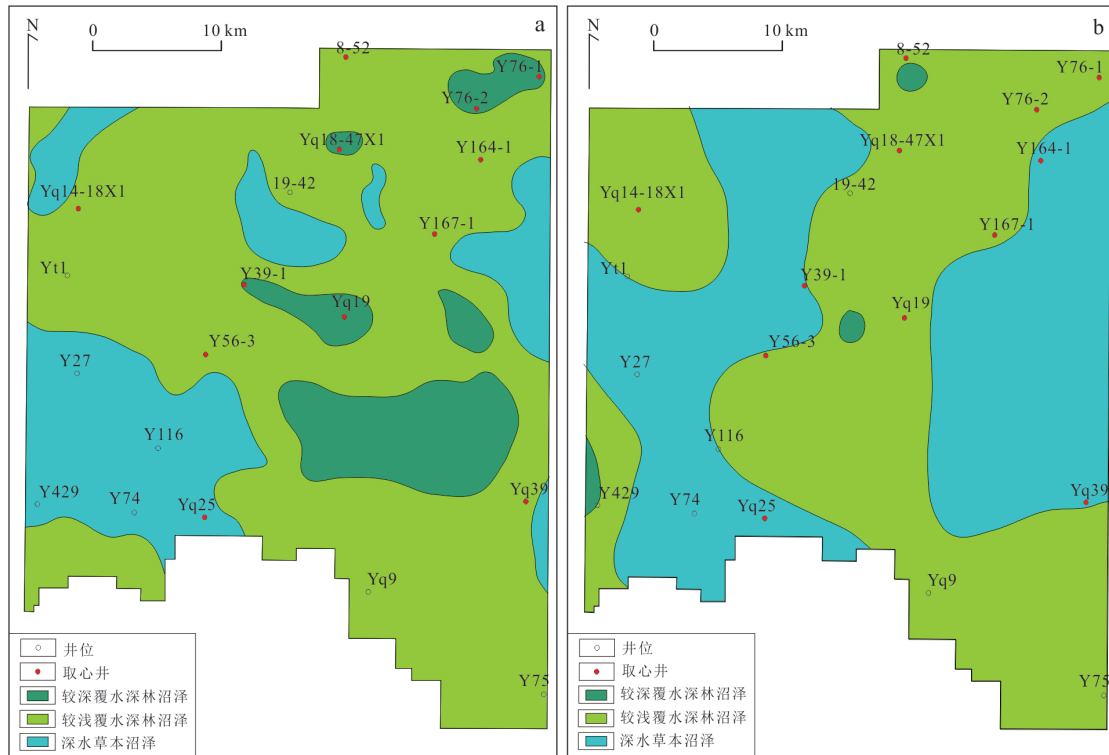 N
0
10 km
a
8-52
Y76-1
Y76-2
Yq18-47X1
Y164-1
19-42
Yq14-18X1
Y167-1
Yt1
Y39-1
Yq19
Y56-3
Y27
Y116
Y429
Y74
Yq25
Yq39
Yq9
Y75
井位
取心井
较深覆水深林沼泽
较浅覆水深林沼泽
深水草本沼泽
N
0
10 km
b
8-52
Y76-1
Y76-2
Yq18-47X1
Y164-1
19-42
Yq14-18X1
Y167-1
Yt1
Y39-1
Yq19
Y56-3
Y27
Y116
Y429
Y74
Yq25
Yq39
Yq9
Y75
井位
取心井
较深覆水深林沼泽
较浅覆水深林沼泽
深水草本沼泽